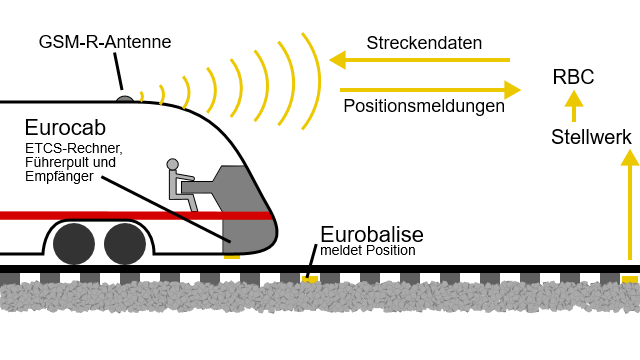 GSM-R-Antenne
Streckendaten
Positionsmeldungen
RBC
Stellwerk
Eurocab
ETCS-Rechner,
Führerpult und
Empfänger
Eurobalise
meldet Position